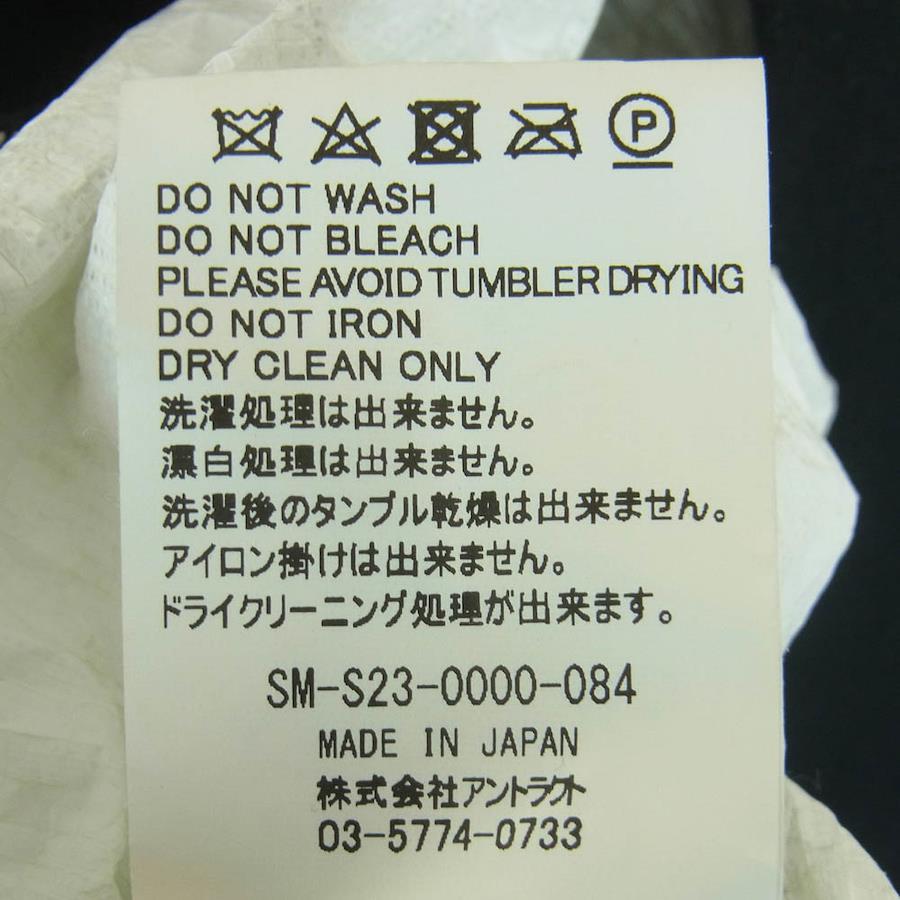 P
DO NOT WASH
DO NOT BLEACH
PLEASE AVOID TUMBLER DRYING
DO NOT IRON
DRY CLEAN ONLY
洗濯処理は出来ません。
漂白処理は出来ません。
洗濯後のタンブル乾燥は出来ません。
アイロン掛けは出来ません。
ドライクリーニング処理が出来ます。
SM-S23-0000-084
MADE IN JAPAN
株式会社アントラクト
03-5774-0733